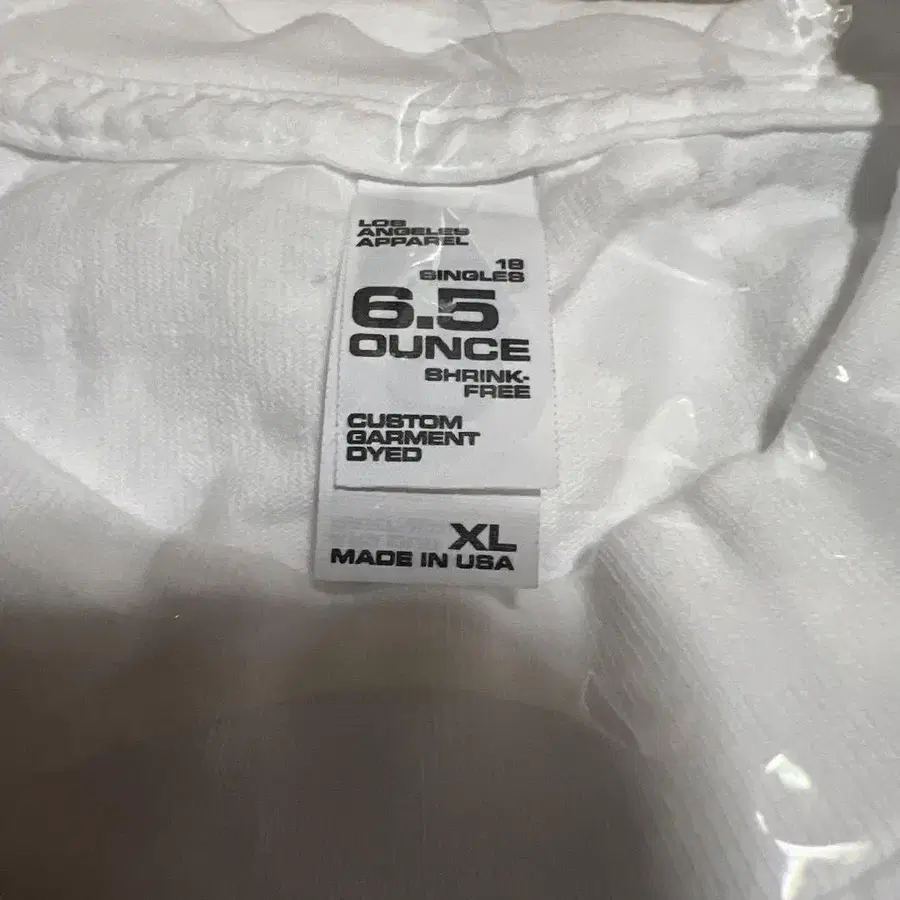 LOS
ANGELES
APPAREL
18
SINGLES
6.5
OUNCE
SHRINK-
FREE
CUSTOM
GARMENT
DYED
XL
MADE IN USA